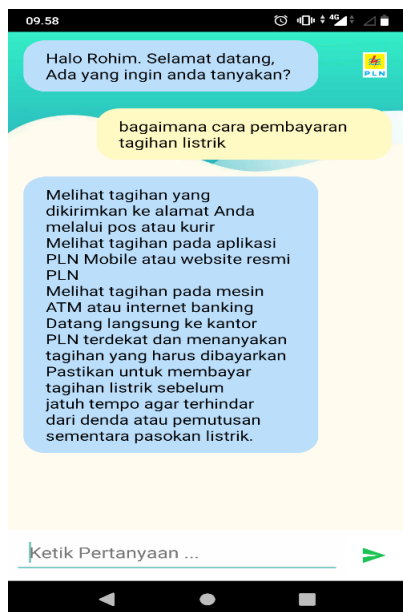 09.58
4G
Halo Rohim. Selamat datang,
Ada yang ingin anda tanyakan?
PLN
bagaimana cara pembayaran
tagihan listrik
Melihat tagihan yang
dikirimkan ke alamat Anda
melalui pos atau kurir
Melihat tagihan pada aplikasi
PLN Mobile atau website resmi
PLN
Melihat tagihan pada mesin
ATM atau internet banking
Datang langsung ke kantor
PLN terdekat dan menanyakan
tagihan yang harus dibayarkan
Pastikan untuk membayar
tagihan listrik sebelum
jatuh tempo agar terhindar
dari denda atau pemutusan
sementara pasokan listrik.
Ketik Pertanyaan ...